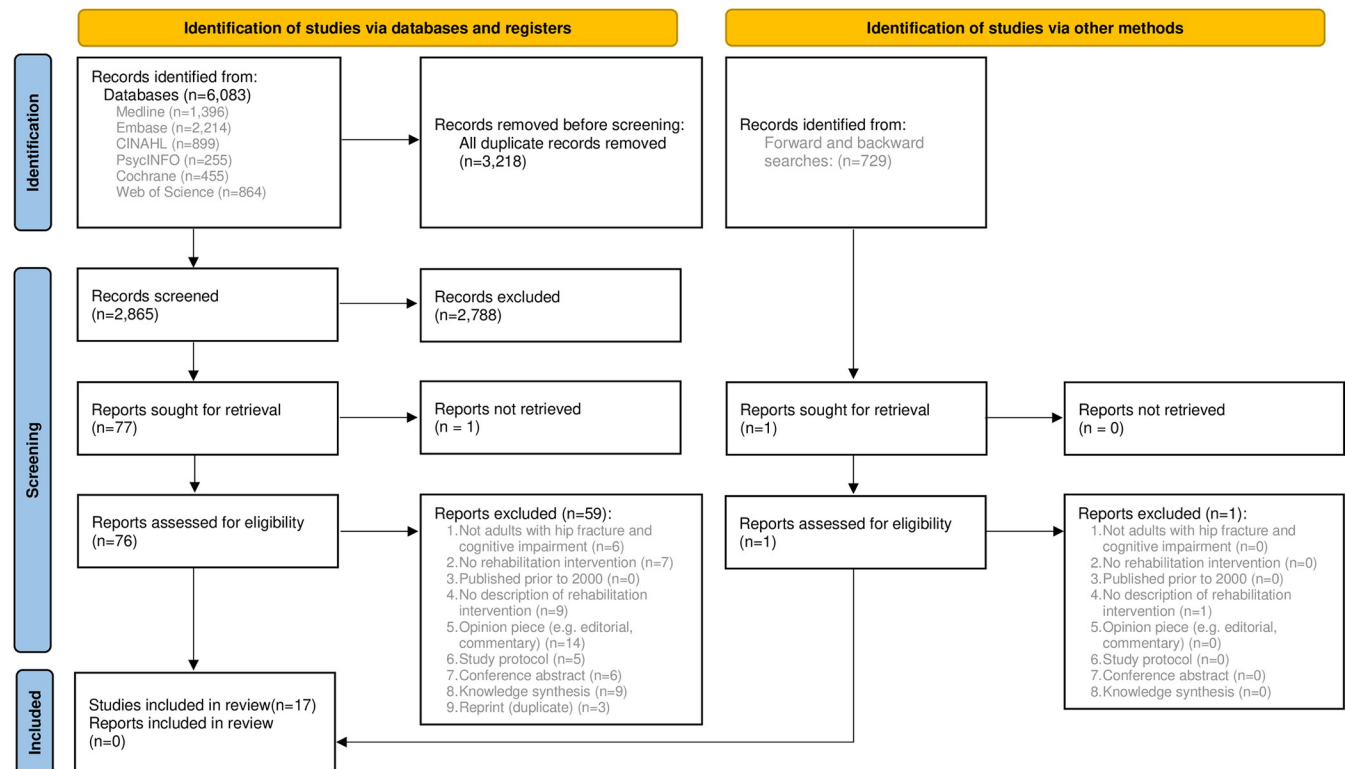 Identification of studies via databases and registers
Identification of studies via other methods
Identification
Records identified from:
Databases (n=6,083)
Medline (n=1,396)
Embase (n=2,214)
CINAHL (n=899)
PsycINFO (n=255)
Cochrane (n=455)
Web of Science (n=864)
Records removed before screening:
All duplicate records removed
(n=3,218)
Records identified from:
Forward and backward
searches: (n=729)
Screening
Records screened
(n=2,865)
Records excluded
(n=2,788)
Reports sought for retrieval
(n=77)
Reports not retrieved
(n = 1)
Reports sought for retrieval
(n=1)
Reports not retrieved
(n = 0)
Reports assessed for eligibility
(n=76)
Reports excluded (n=59):
1.Not adults with hip fracture and
cognitive impairment (n=6)
2.No rehabilitation intervention (n=7)
3.Published prior to 2000 (n=0)
4.No description of rehabilitation
intervention (n=9)
5.Opinion piece (e.g. editorial,
commentary) (n=14)
6.Study protocol (n=5)
7.Conference abstract (n=6)
8.Knowledge synthesis (n=9)
9.Reprint (duplicate) (n=3)
Reports assessed for eligibility
(n=1)
Reports excluded (n=1):
1.Not adults with hip fracture and
cognitive impairment (n=0)
2.No rehabilitation intervention (n=0)
3.Published prior to 2000 (n=0)
4.No description of rehabilitation
intervention (n=1)
5.Opinion piece (e.g. editorial,
commentary) (n=0)
6.Study protocol (n=0)
7.Conference abstract (n=0)
8.Knowledge synthesis (n=0)
Included
Studies included in review(n=17)
Reports included in review
(n=0)